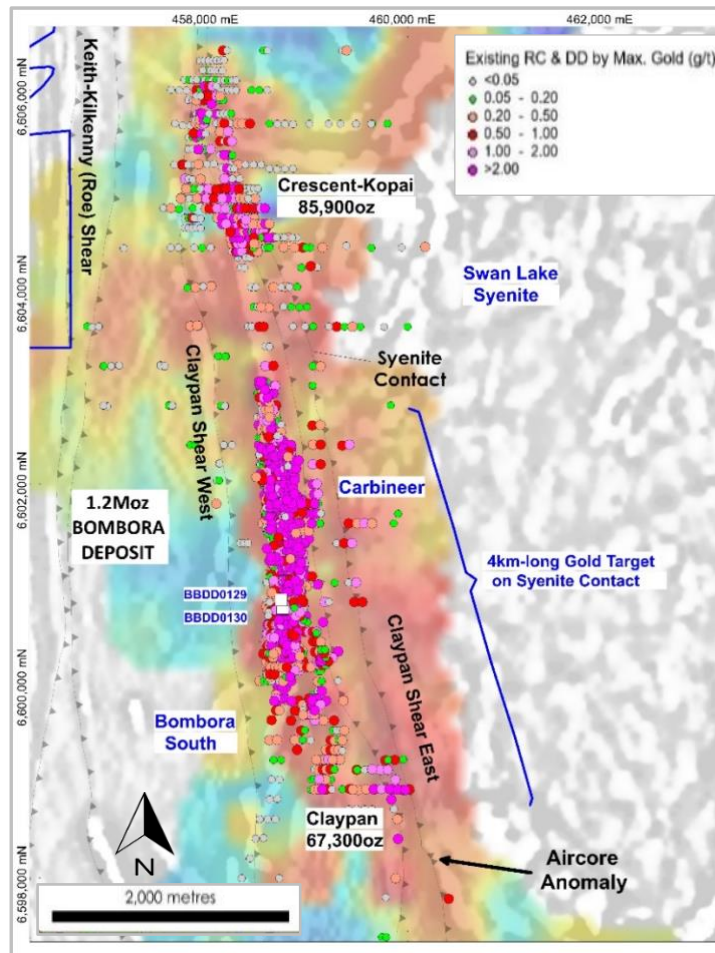 458,000 mE
460,000 mE
462,000 mE
Existing RC & DD by Max. Gold (g/t)
<0.05
0.05 - 0.20
0.20 - 0.50
0.50 - 1.00
1.00 - 2.00
>2.00
6,606,000 mN
Keith-Kilkenny (Roe) Shear
Crescent-Kopai
85,900oz
Swan Lake
Syenite
6,604,000 mN
Syenite
Contact
Claypan Shear West
6,602,000 mN
Carbineer
1.2Moz
BOMBORA
DEPOSIT
4km-long Gold Target
on Syenite Contact
BBDD0129
BBDD0130
Claypan Shear East
6,600,000 mN
Bombora
South
Claypan
67,300oz
Aircore
Anomaly
N
6,598,000 mN
2,000 metres